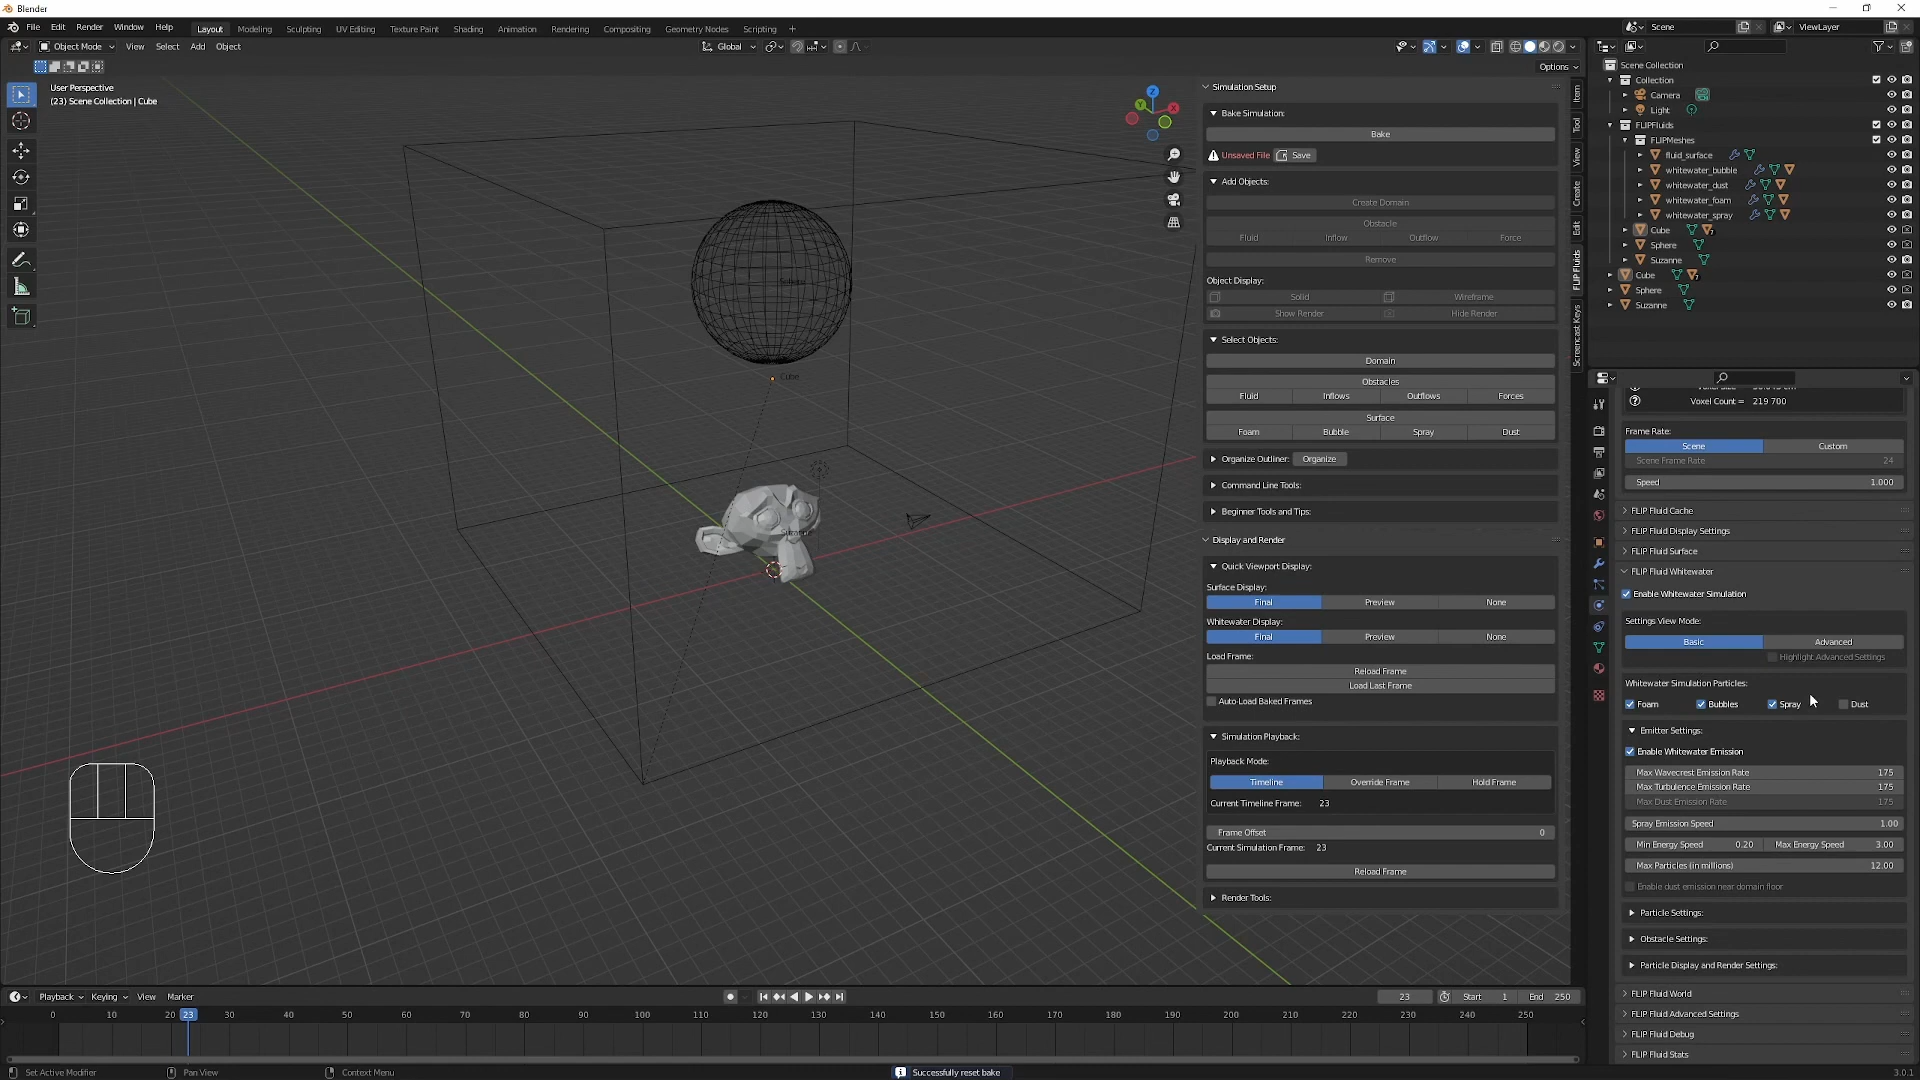 Blender
File Edit Render Window Help Layout Modeling Sculpting UV Editing Texture Paint Shading Animation Rendering Compositing Geometry Nodes Scripting + Scene ViewLayer
Object Mode View Select Add Object Global
Options
User Perspective
(23) Scene Collection | Cube
Z
Y
X
Cube
Suzanne
Simulation Setup
Bake Simulation:
Bake
Unsaved File Save
Add Objects:
Create Domain
Obstacle
Fluid Inflow Outflow Force
Remove
Object Display:
Solid Wireframe
Show Render Hide Render
Select Objects:
Domain
Obstacles
Fluid Inflows Outflows Forces
Surface
Foam Bubble Spray Dust
Organize Outliner: Organize
Command Line Tools:
Beginner Tools and Tips:
Display and Render
Quick Viewport Display:
Surface Display:
Final Preview None
Whitewater Display:
Final Preview None
Load Frame:
Reload Frame
Load Last Frame
Auto-Load Baked Frames
Simulation Playback:
Playback Mode:
Timeline Override Frame Hold Frame
Current Timeline Frame: 23
Frame Offset 0
Current Simulation Frame: 23
Reload Frame
Render Tools:
Item
Tool
View
Create
Edit
FLIP Fluids
Screencast Keys
Scene Collection
Collection
Camera
Light
FLIPFluids
FLIPMeshes
fluid_surface
whitewater_bubble
whitewater_dust
whitewater_foam
whitewater_spray
Cube
Sphere
Suzanne
Cube
Sphere
Suzanne
Voxel Count = 219 700
Frame Rate:
Scene Custom
Scene Frame Rate 24
Speed 1.000
FLIP Fluid Cache
FLIP Fluid Display Settings
FLIP Fluid Surface
FLIP Fluid Whitewater
Enable Whitewater Simulation
Settings View Mode:
Basic Advanced
Highlight Advanced Settings
Whitewater Simulation Particles:
Foam Bubbles Spray Dust
Emitter Settings:
Enable Whitewater Emission
Max Wavecrest Emission Rate 175
Max Turbulence Emission Rate 175
Max Dust Emission Rate 175
Spray Emission Speed 1.00
Min Energy Speed 0.20 Max Energy Speed 3.00
Max Particles (in millions) 12.00
Enable dust emission near domain floor
Particle Settings:
Obstacle Settings:
Particle Display and Render Settings:
FLIP Fluid World
FLIP Fluid Advanced Settings
FLIP Fluid Debug
FLIP Fluid Stats
Playback Keying View Marker 23 Start 1 End 250
0 10 20 23 30 40 50 60 70 80 90 100 110 120 130 140 150 160 170 180 190 200 210 220 230 240 250
Set Active Modifier Pan View Context Menu Successfully reset bake 3.0.1